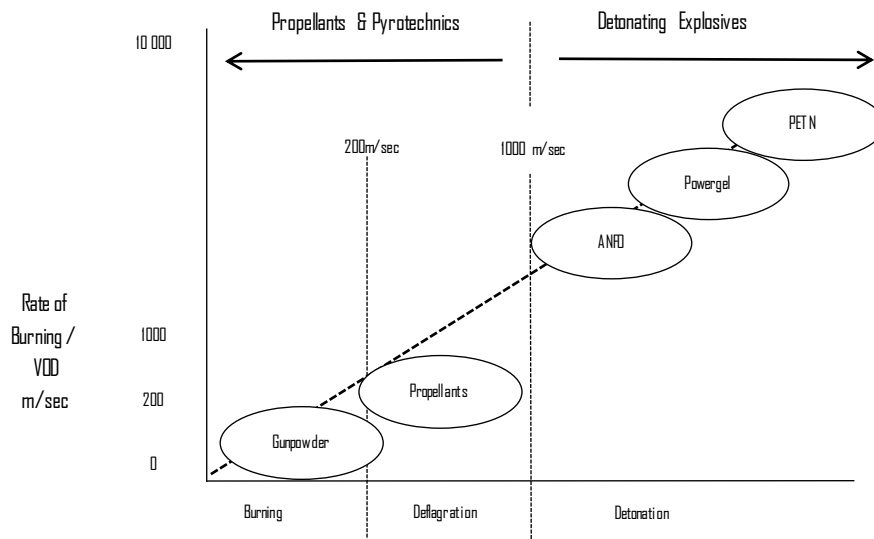 Propellants & Pyrotechnics
Detonating Explosives
10 000
PETN
200m/sec
1000 m/sec
Powergel
ANFO
Rate of
Burning /
VOD
m/sec
1000
200
0
Propellants
Gunpowder
Burning
Deflagration
Detonation